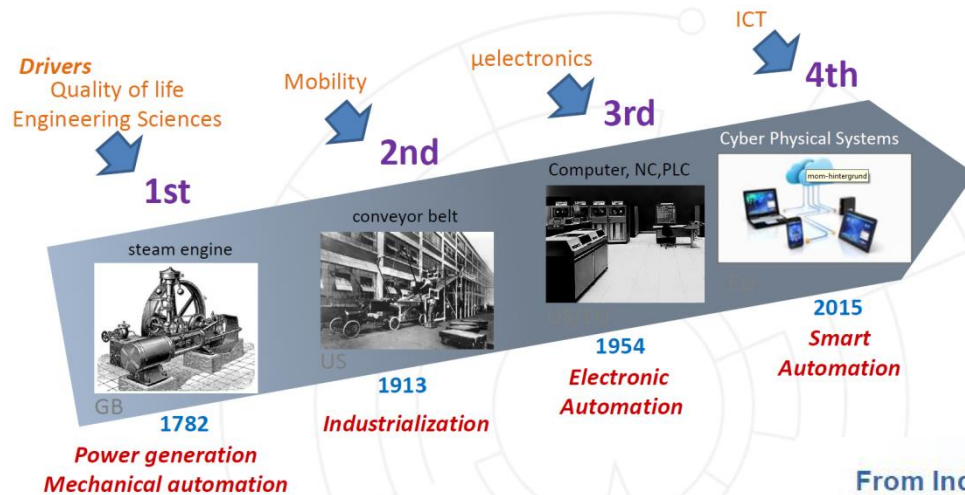 ICT
Drivers
Quality of life
Engineering Sciences
Mobility
µelectronics
4th
3rd
2nd
1st
Cyber Physical Systems
mom-hintergrund
Computer, NC,PLC
conveyor belt
steam engine
US
GB
2015
Smart
Automation
1954
Electronic
Automation
1913
Industrialization
1782
Power generation
Mechanical automation
From Ind